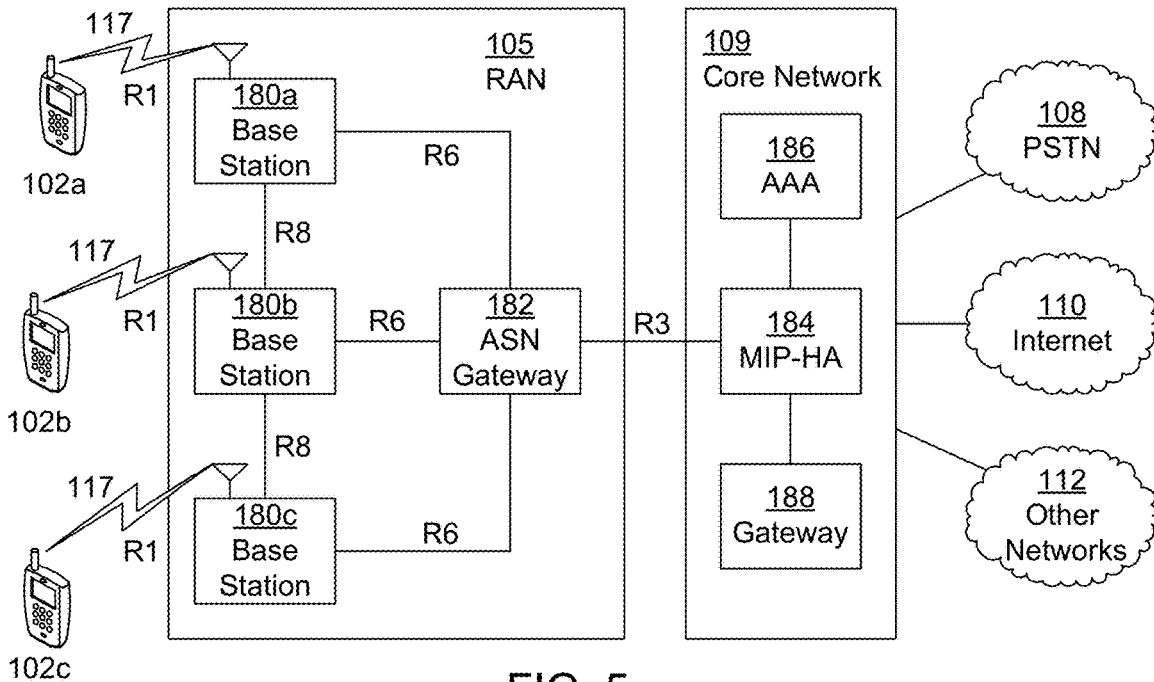 117
R1
102a
180a
Base
Station
R6
105
RAN
R8
117
R1
102b
180b
Base
Station
R6
182
ASN
Gateway
R3
R8
117
R1
102c
180c
Base
Station
R6
109
Core Network
186
AAA
184
MIP-HA
188
Gateway
108
PSTN
110
Internet
112
Other
Networks
FIG. 5